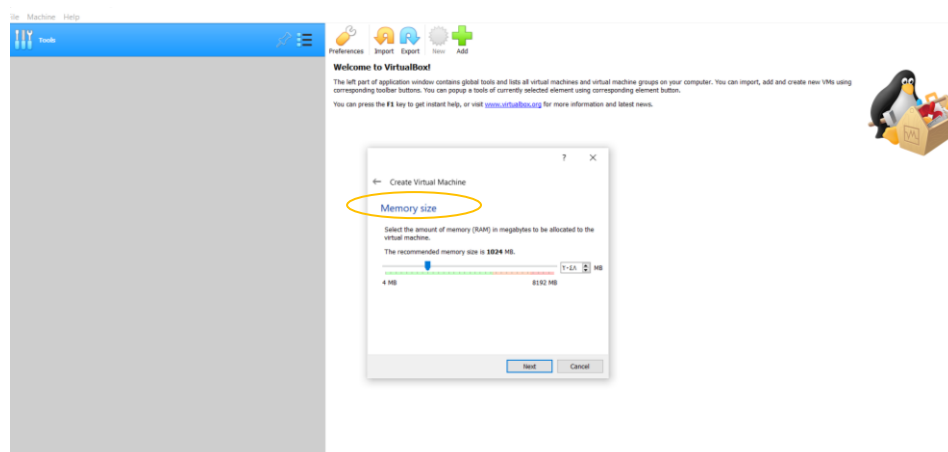 ile Machine Help
Tools
Preferences Import Export New Add
Welcome to VirtualBox!
The left part of application window contains global tools and lists all virtual machines and virtual machine groups on your computer. You can import, add and create new VMs using
corresponding toolbar buttons. You can popup a tools of currently selected element using corresponding element button.
You can press the F1 key to get instant help, or visit www.virtualbox.org for more information and latest news.
? ×
← Create Virtual Machine
Memory size
Select the amount of memory (RAM) in megabytes to be allocated to the
virtual machine.
The recommended memory size is 1024 MB.
٢٠٤٨ MB
4 MB 8192 MB
Next Cancel